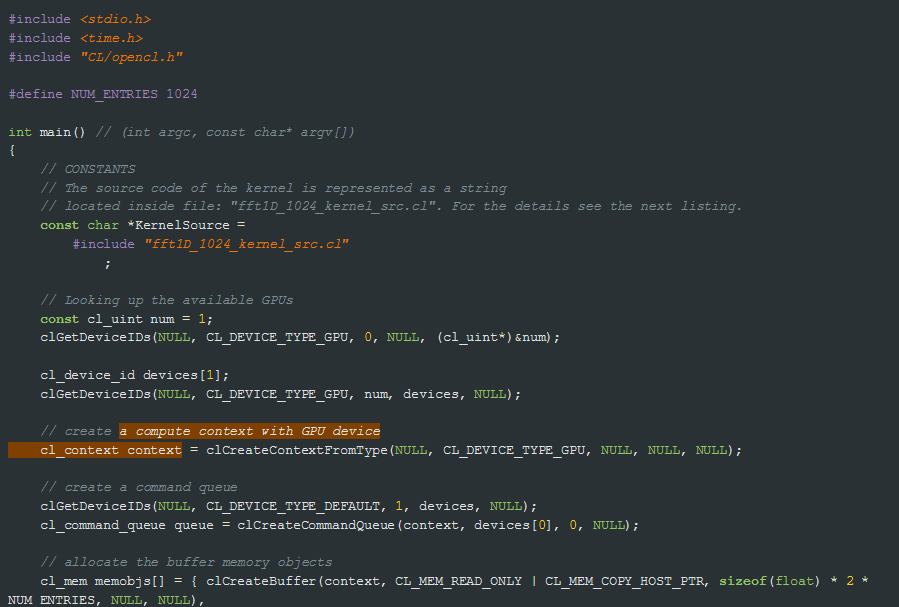 #include <stdio.h>
#include <time.h>
#include "CL/opencl.h"
#define NUM_ENTRIES 1024
int main() // (int argc, const char* argv[])
{
// CONSTANTS
// The source code of the kernel is represented as a string
// located inside file: "fft1D_1024_kernel_src.cl". For the details see the next listing.
const char *KernelSource =
#include "fft1D_1024_kernel_src.cl"
;
// Looking up the available GPUs
const cl_uint num = 1;
clGetDeviceIDs(NULL, CL_DEVICE_TYPE_GPU, 0, NULL, (cl_uint*)&num);
cl_device_id devices[1];
clGetDeviceIDs(NULL, CL_DEVICE_TYPE_GPU, num, devices, NULL);
// create a compute context with GPU device
cl_context context = clCreateContextFromType(NULL, CL_DEVICE_TYPE_GPU, NULL, NULL, NULL);
// create a command queue
clGetDeviceIDs(NULL, CL_DEVICE_TYPE_DEFAULT, 1, devices, NULL);
cl_command_queue queue = clCreateCommandQueue(context, devices[0], 0, NULL);
// allocate the buffer memory objects
cl_mem memobjs[] = { clCreateBuffer(context, CL_MEM_READ_ONLY | CL_MEM_COPY_HOST_PTR, sizeof(float) * 2 *
NUM_ENTRIES, NULL, NULL),